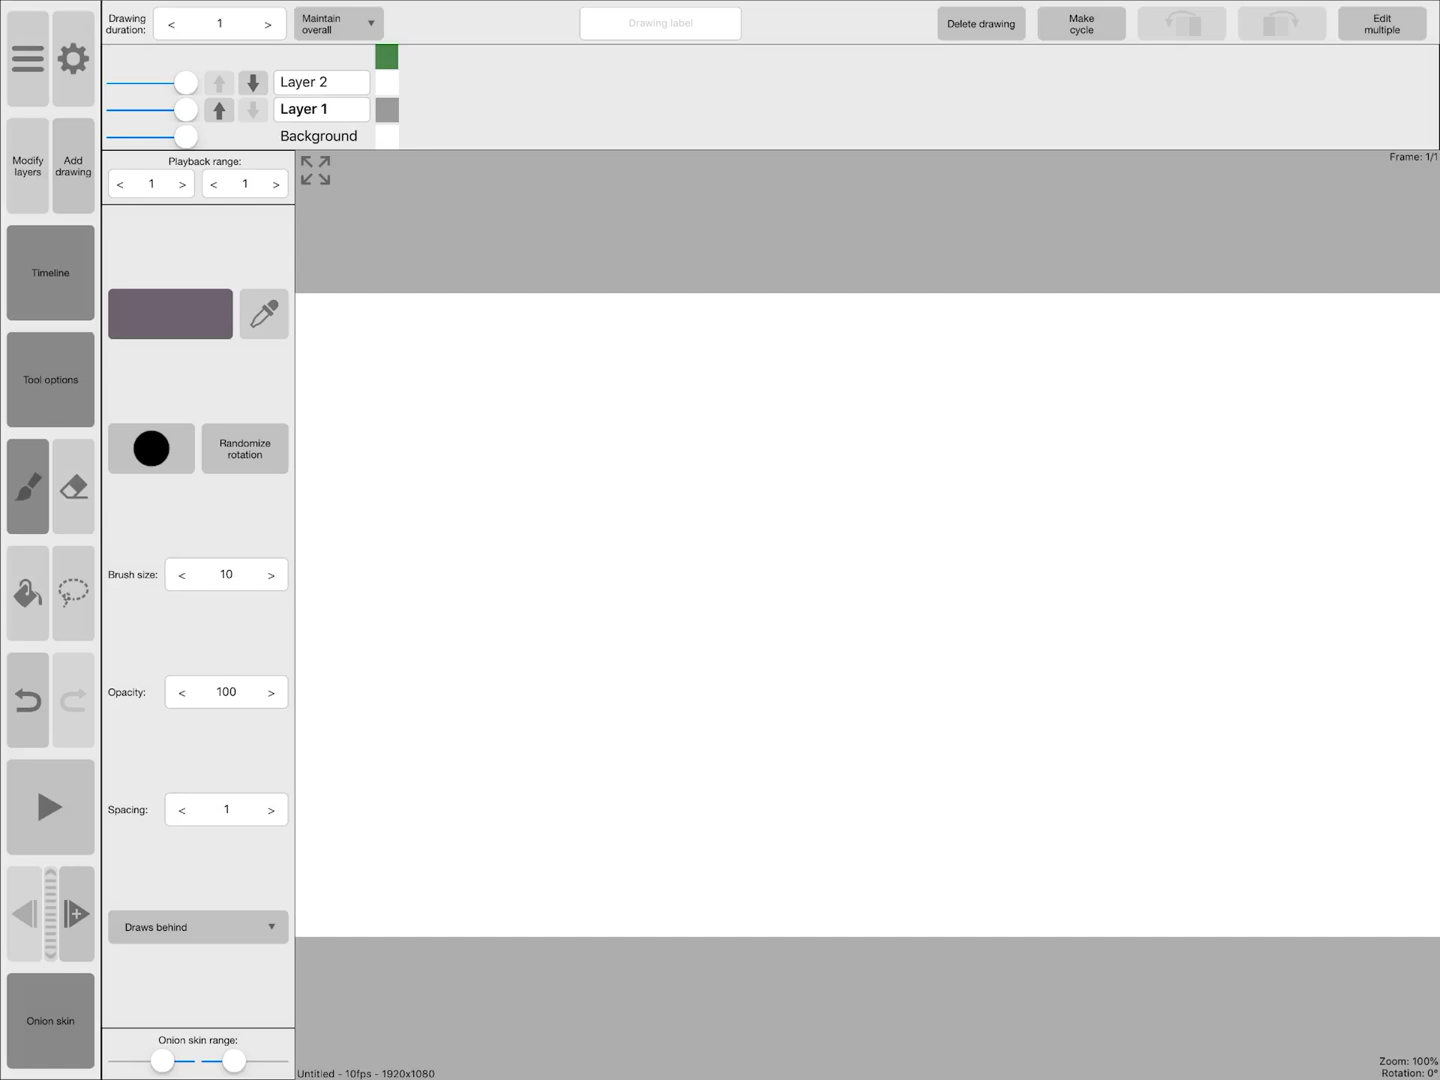 Drawing
duration:
< 1 >
Maintain
overall
Drawing label
Delete drawing
Make
cycle
Edit
multiple
Layer 2
Layer 1
Background
Modify
layers
Add
drawing
Playback range:
< 1 >
< 1 >
Frame: 1/1
Timeline
Tool options
Randomize
rotation
Brush size: < 10 >
Opacity: < 100 >
Spacing: < 1 >
Draws behind
Onion skin
Onion skin range:
Untitled - 10fps - 1920x1080
Zoom: 100%
Rotation: 0°